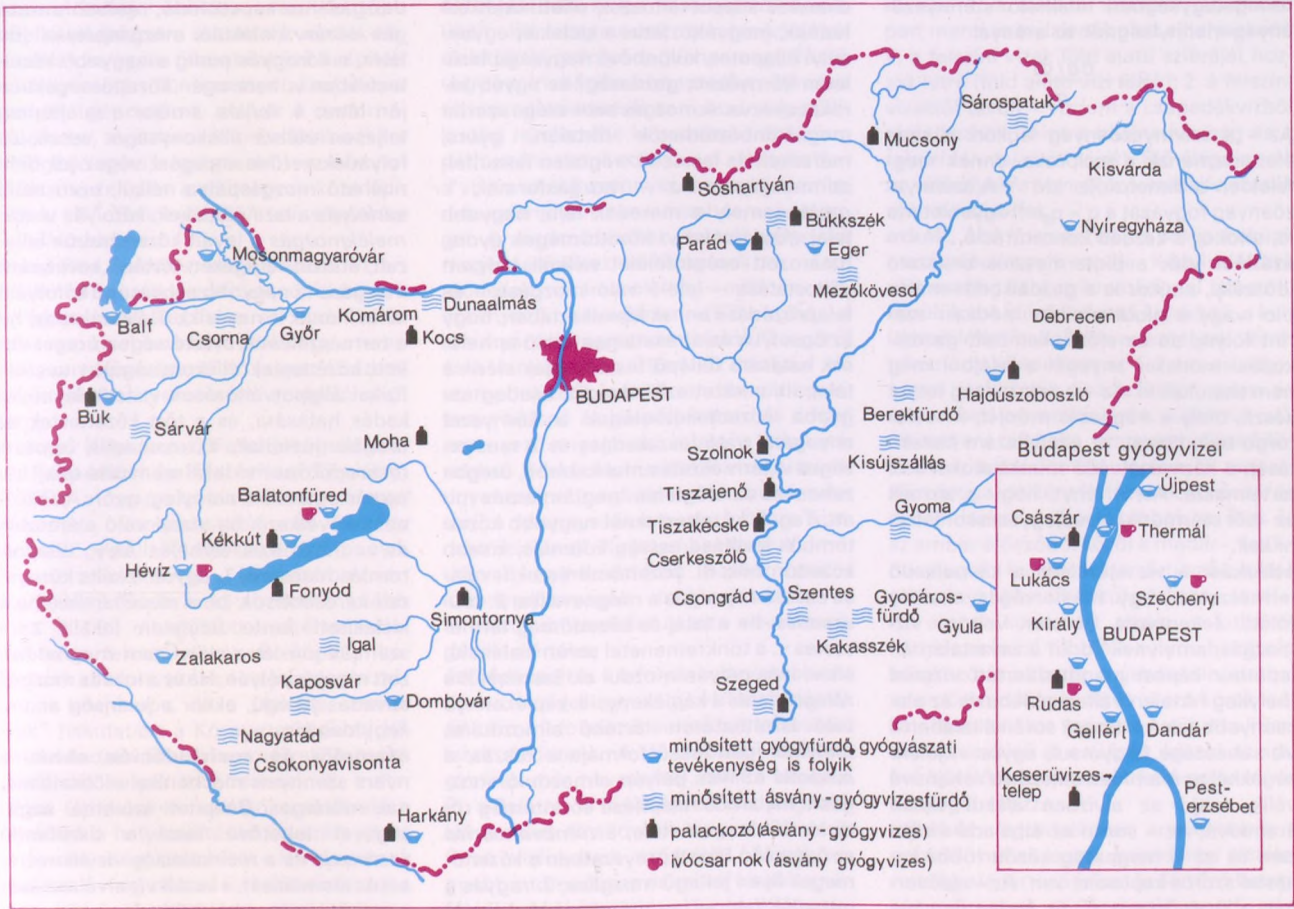 Sárospatak
Mucsony
Kisvárda
Sóshartyán
Bükkszék
Nyíregyháza
Parád
Eger
Mosonmagyaróvár
Mezőkövesd
Dunaalmás
Komárom
Balf
Csorna
Győr
Kocs
Debrecen
Hajdúszoboszló
BUDAPEST
Bük
Berekfürdő
Sárvár
Moha
Szolnok
Kisújszállás
Budapest gyógyvizei
Tiszajenő
Újpest
Balatonfüred
Császár
Thermál
Tiszakécske
Gyoma
Kékkút
Cserkeszőlő
Hévíz
Lukács
Fonyód
Csongrád
Szentes
Gyopáros-
fürdő
Széchenyi
Simontornya
Király
Gyula
BUDAPEST
Igal
Kakasszék
Zalakaros
Kaposvár
Szeged
Dombóvár
Rudas
Gellért
Dandár
Nagyatád
Csokonyavisonta
minősített gyógyfürdő, gyógyászati
tevékenység is folyik
Keserüvizes
telep
minősített ásvány-gyógyvizesfürdő
Pest-
erzsébet
Harkány
palackozó (ásvány-gyógyvizes)
ivócsarnok (ásvány gyógyvizes)